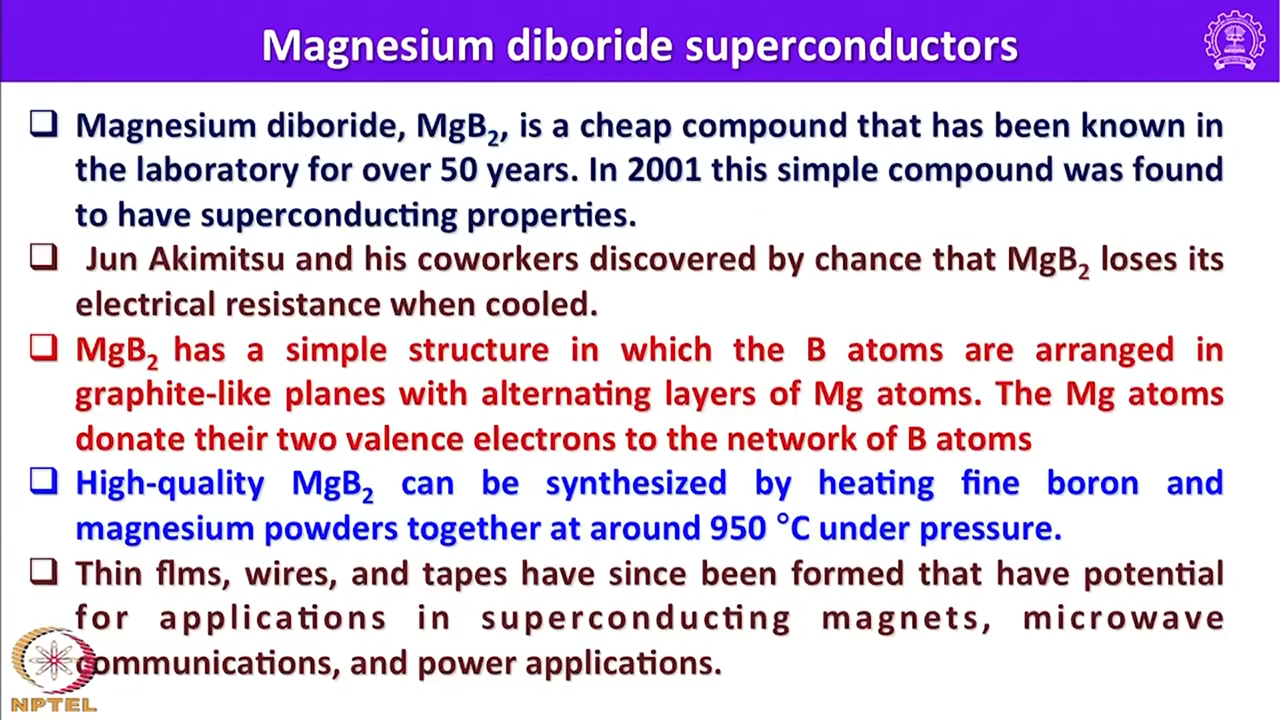 Magnesium diboride superconductors
❑ Magnesium diboride, MgB₂, is a cheap compound that has been known in
the laboratory for over 50 years. In 2001 this simple compound was found
to have superconducting properties.
❑ Jun Akimitsu and his coworkers discovered by chance that MgB₂ loses its
electrical resistance when cooled.
❑ MgB₂ has a simple structure in which the B atoms are arranged in
graphite-like planes with alternating layers of Mg atoms. The Mg atoms
donate their two valence electrons to the network of B atoms
❑ High-quality MgB₂ can be synthesized by heating fine boron and
magnesium powders together at around 950 °C under pressure.
❑ Thin flms, wires, and tapes have since been formed that have potential
for applications in superconducting magnets, microwave
communications, and power applications.
NPTEL